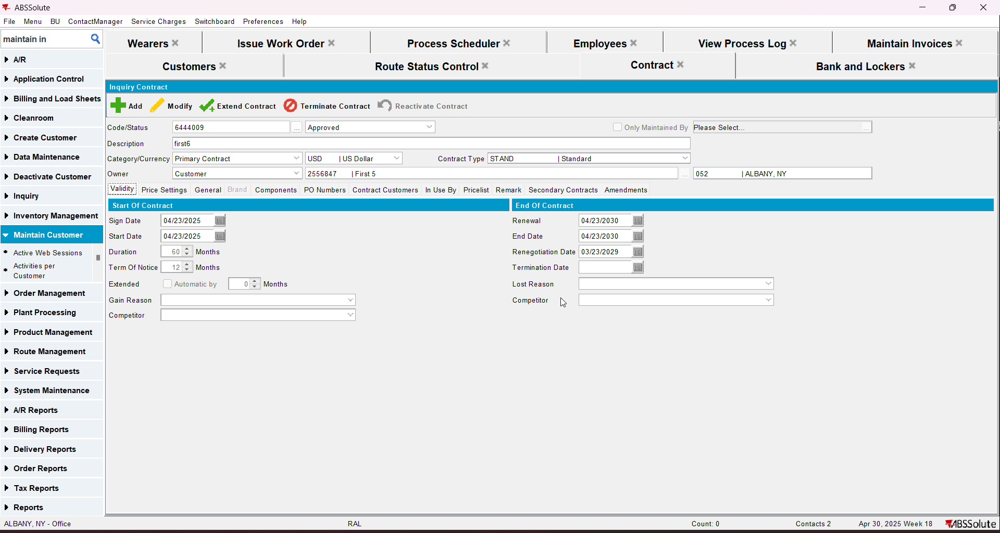 ABSSolute
File Menu BU ContactManager Service Charges Switchboard Preferences Help
maintain in
A/R
Application Control
Billing and Load Sheets
Cleanroom
Create Customer
Data Maintenance
Deactivate Customer
Inquiry
Inventory Management
Maintain Customer
Active Web Sessions
Activities per
Customer
Order Management
Plant Processing
Product Management
Route Management
Service Requests
System Maintenance
A/R Reports
Billing Reports
Delivery Reports
Order Reports
Tax Reports
Reports
Wearers Issue Work Order Process Scheduler Employees View Process Log Maintain Invoices
Customers Route Status Control Contract Bank and Lockers
Inquiry Contract
Add Modify Extend Contract Terminate Contract Reactivate Contract
Code/Status 6444009 ... Approved Only Maintained By Please Select... ...
Description first6
Category/Currency Primary Contract USD | US Dollar Contract Type STAND | Standard
Owner Customer 2556847 | First 5 ... 052 | ALBANY, NY
Validity Price Settings General Brand Components PO Numbers Contract Customers In Use By Pricelist Remark Secondary Contracts Amendments
Start Of Contract
Sign Date 04/23/2025 16
Start Date 04/23/2025 16
Duration 60 Months
Term Of Notice 12 Months
Extended Automatic by 0 Months
Gain Reason
Competitor
End Of Contract
Renewal 04/23/2030 16
End Date 04/23/2030 16
Renegotiation Date 03/23/2029 16
Termination Date 16
Lost Reason
Competitor
ALBANY, NY - Office RAL Count: 0 Contacts 2 Apr 30, 2025 Week 18 ABSSolute